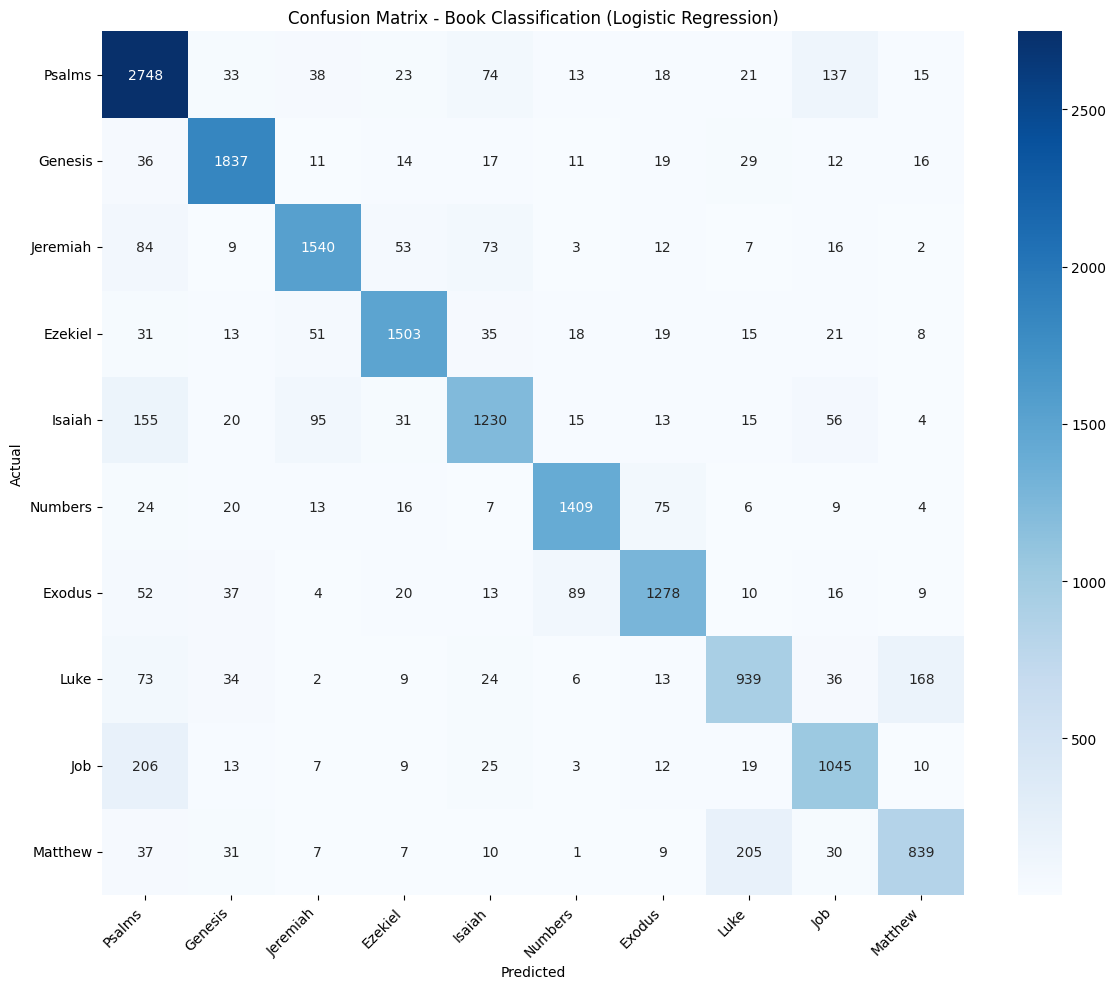 Confusion Matrix - Book Classification (Logistic Regression)
Actual
Psalms 2748 33 38 23 74 13 18 21 137 15
Genesis 36 1837 11 14 17 11 19 29 12 16
Jeremiah 84 9 1540 53 73 3 12 7 16 2
Ezekiel 31 13 51 1503 35 18 19 15 21 8
Isaiah 155 20 95 31 1230 15 13 15 56 4
Numbers 24 20 13 16 7 1409 75 6 9 4
Exodus 52 37 4 20 13 89 1278 10 16 9
Luke 73 34 2 9 24 6 13 939 36 168
Job 206 13 7 9 25 3 12 19 1045 10
Matthew 37 31 7 7 10 1 9 205 30 839
Psalms Genesis Jeremiah Ezekiel Isaiah Numbers Exodus Luke Job Matthew
Predicted
2500
2000
1500
1000
500